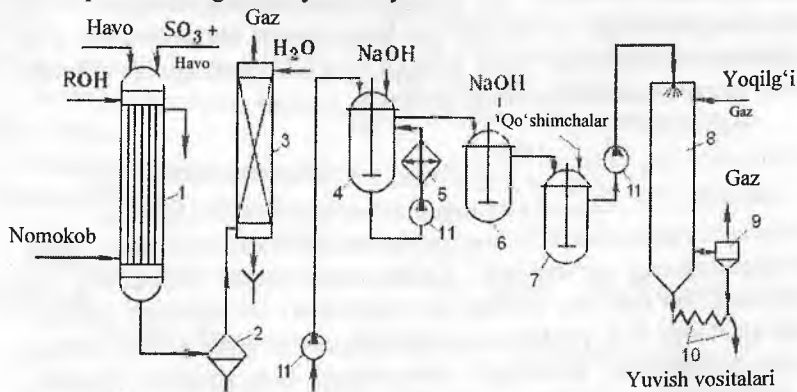 Havo
SO3 +
Havo
ROH
Nomokob
1
2
Gaz
H2O
3
11
NaOH
4
5
11
NaOH
Qo'shimchalar
6
7
11
Yoqilg'i
Gaz
8
Gaz
9
10
Yuvish vositalari